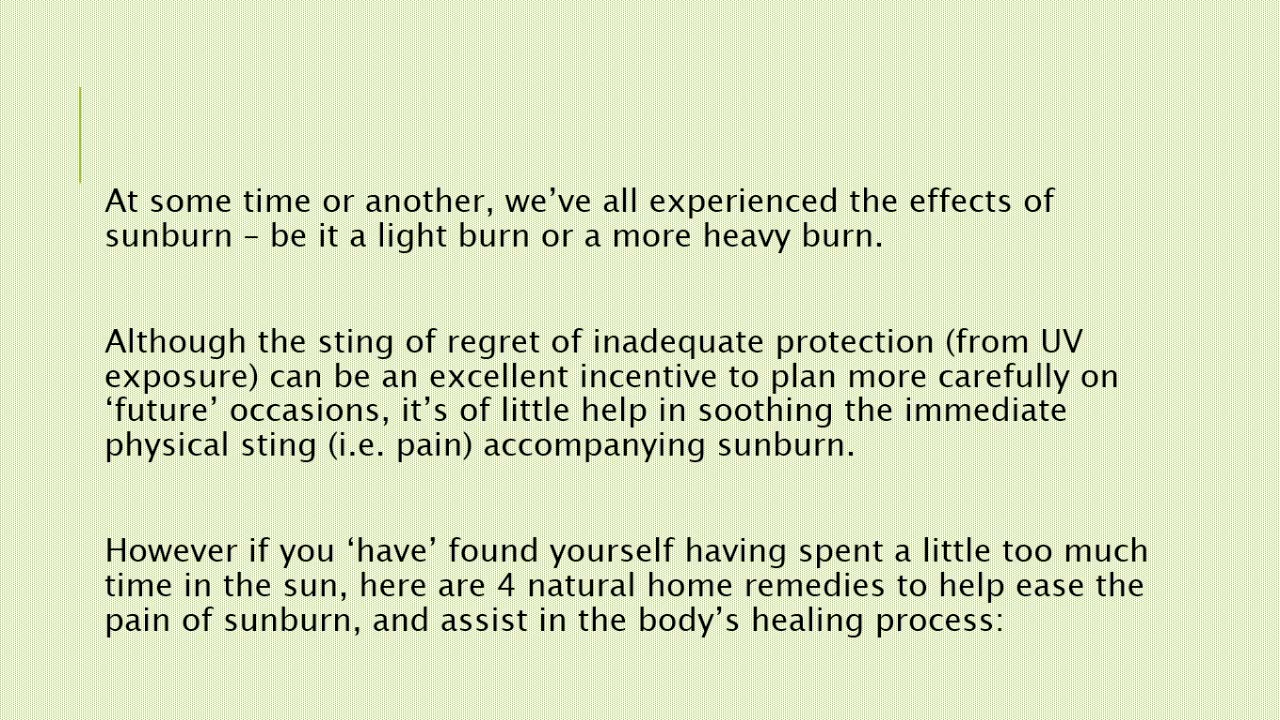 At some time or another, we’ve all experienced the effects of
sunburn – be it a light burn or a more heavy burn.
Although the sting of regret of inadequate protection (from UV
exposure) can be an excellent incentive to plan more carefully on
‘future’ occasions, it’s of little help in soothing the immediate
physical sting (i.e. pain) accompanying sunburn.
However if you ‘have’ found yourself having spent a little too much
time in the sun, here are 4 natural home remedies to help ease the
pain of sunburn, and assist in the body’s healing process: